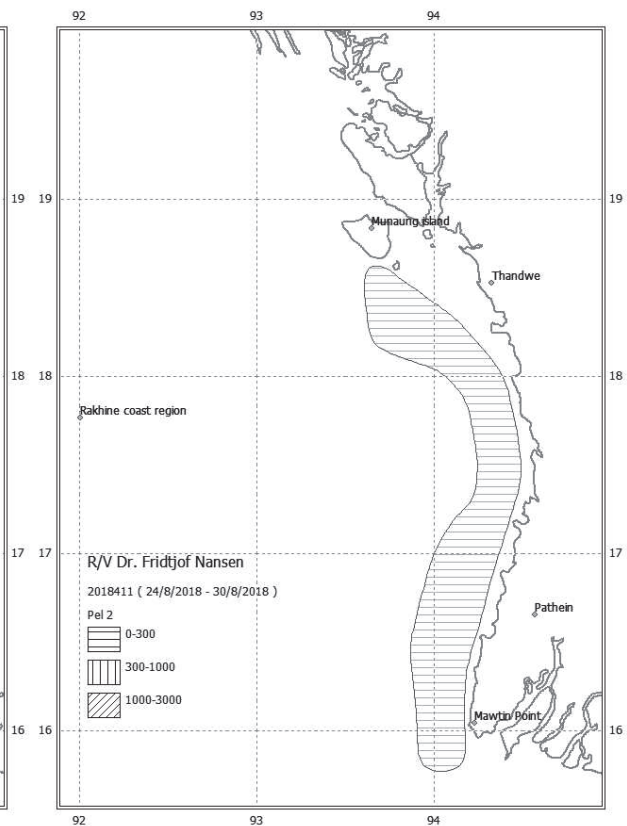 92 93 94
19 19 19
Munaung island
Thandwe
18 18 18
Rakhine coast region
17 17 17
R/V Dr. Fridtjof Nansen
2018411 ( 24/8/2018 - 30/8/2018 )
Pel 2
0-300
300-1000
1000-3000
Pathein
16 16 16
Mawtin Point
92 93 94